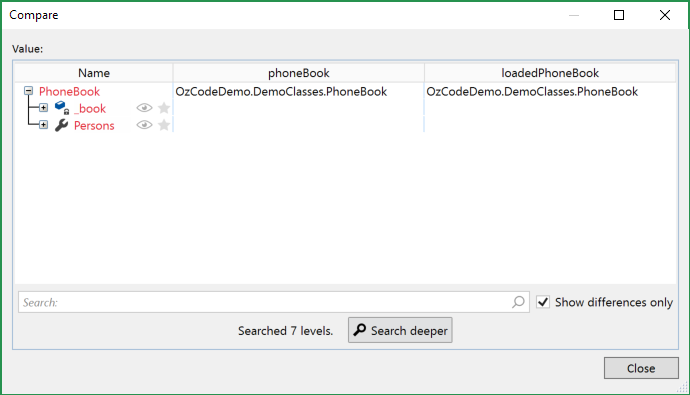 Compare
Value:
Name phoneBook loadedPhoneBook
PhoneBook OzCodeDemo.DemoClasses.PhoneBook OzCodeDemo.DemoClasses.PhoneBook
_book
Persons
Search:
Show differences only
Searched 7 levels. Search deeper
Close